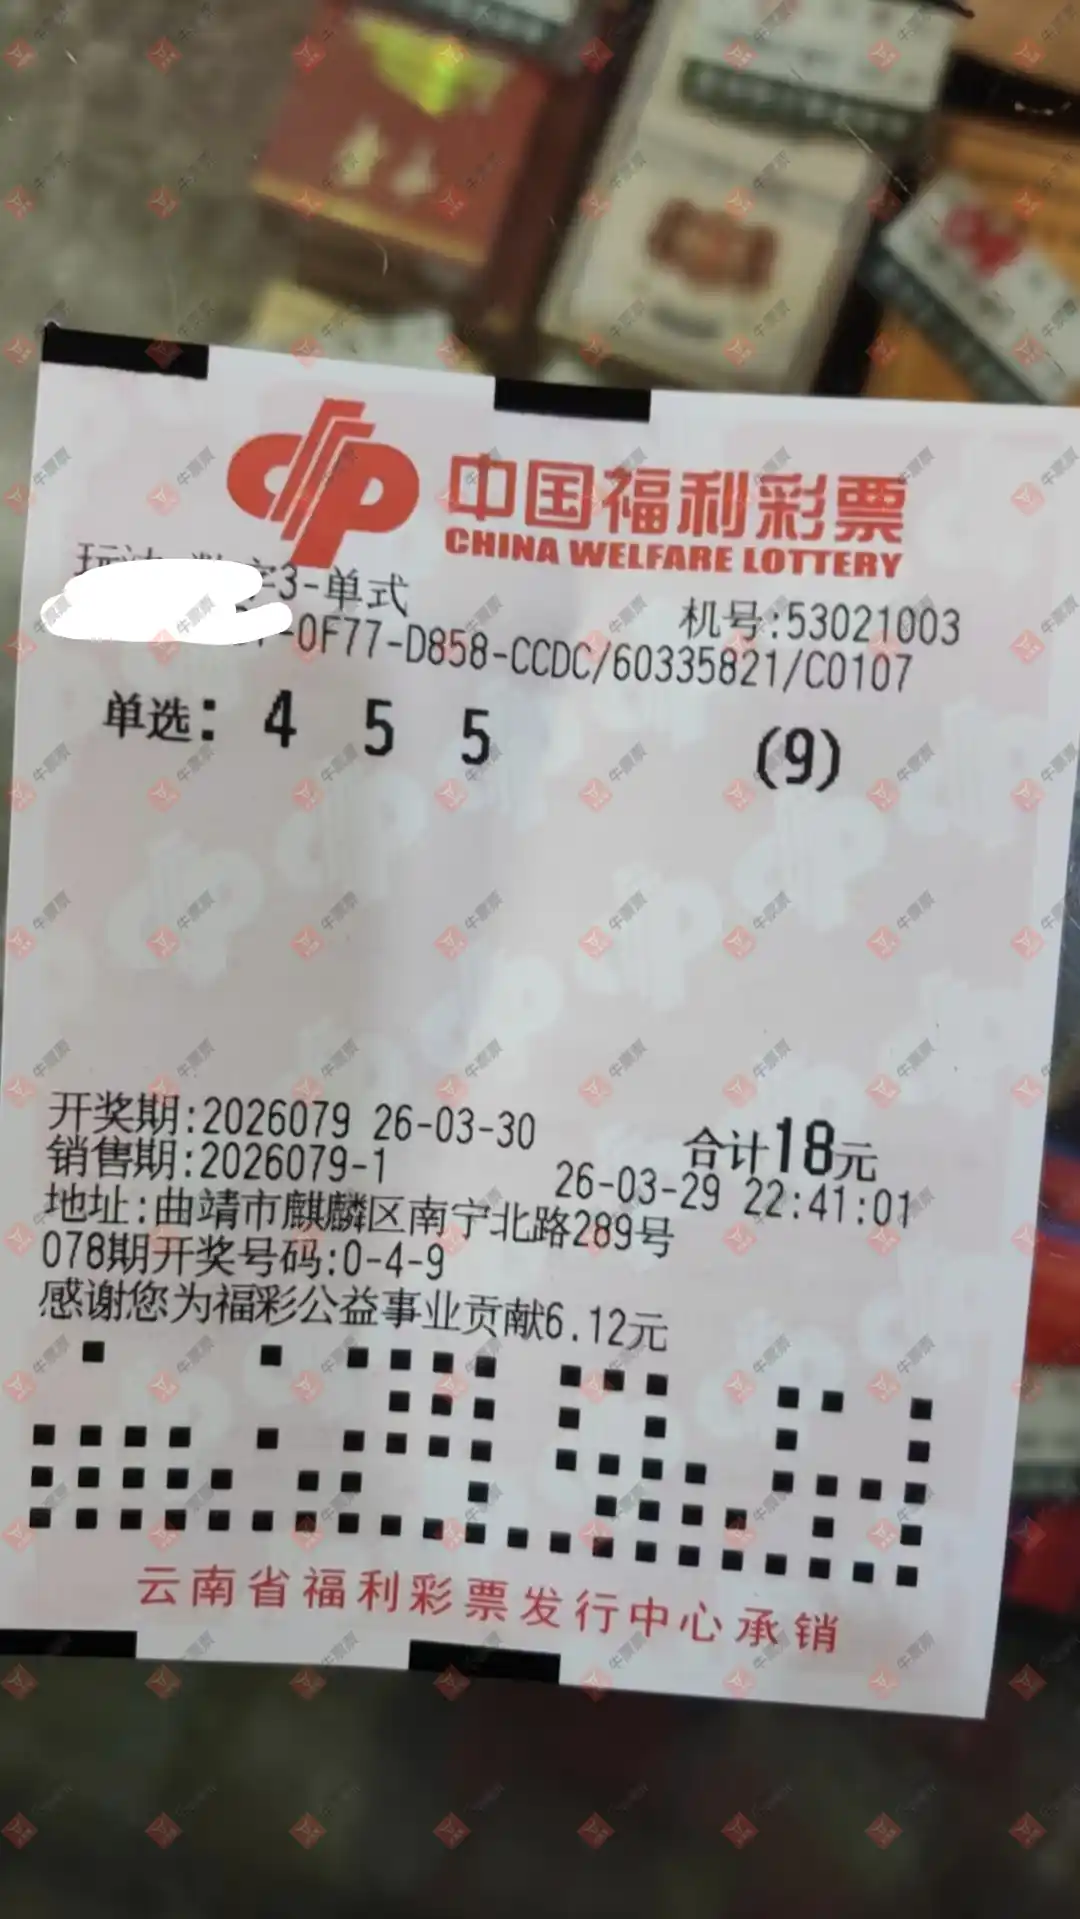 中国福利彩票
CHINA WELFARE LOTTERY
3-单式
机号:53021003
-0F77-D858-CCDC/60335821/C0107
单选: 4 5 5 (9)
开奖期:2026079 26-03-30
合计18元
销售期:2026079-1
26-03-29 22:41:01
地址:曲靖市麒麟区南宁北路289号
078期开奖号码:0-4-9
感谢您为福彩公益事业贡献6.12元
云南省福利彩票发行中心承销
牛票票